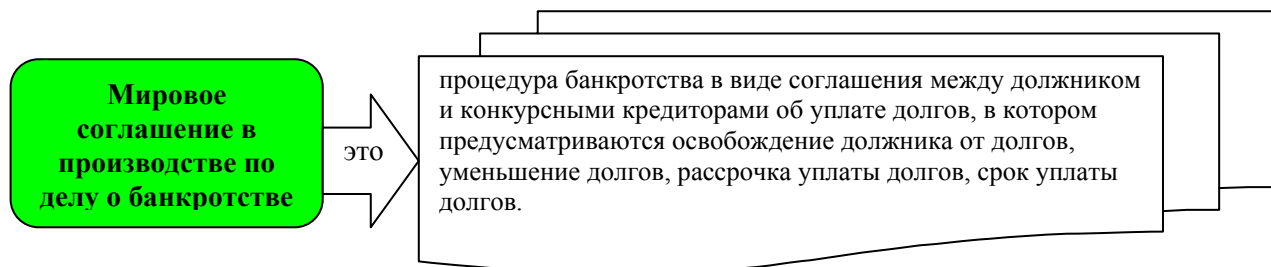 Мировое
соглашение в
производстве по
делу о банкротстве
это
процедура банкротства в виде соглашения между должником
и конкурсными кредиторами об уплате долгов, в котором
предусматриваются освобождение должника от долгов,
уменьшение долгов, рассрочка уплаты долгов, срок уплаты
долгов.